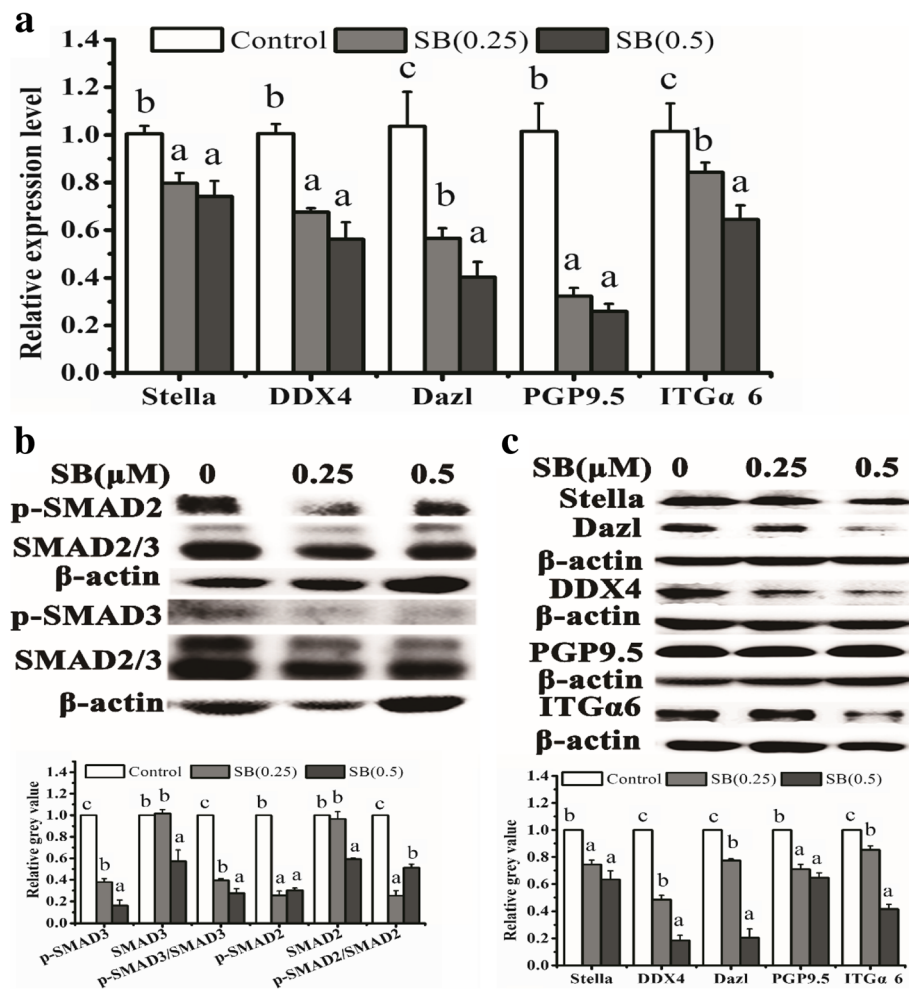 a
Control SB(0.25) SB(0.5)
Relative expression level
1.4
1.2
1.0
0.8
0.6
0.4
0.2
0.0
b a a b a a c b a b a a c b a
Stella DDX4 Dazl PGP9.5 ITGα 6
b
SB(μM) 0 0.25 0.5
p-SMAD2
SMAD2/3
β-actin
p-SMAD3
SMAD2/3
β-actin
Control SB(0.25) SB(0.5)
Relative grey value
1.4
1.2
1.0
0.8
0.6
0.4
0.2
0.0
c b a b b a c b a b a a b b a c a b
p-SMAD3 SMAD3 p-SMAD3/SMAD3 p-SMAD2 SMAD2 p-SMAD2/SMAD2
c
SB(μM) 0 0.25 0.5
Stella
Dazl
β-actin
DDX4
β-actin
PGP9.5
β-actin
ITGα6
β-actin
Control SB(0.25) SB(0.5)
Relative grey value
1.4
1.2
1.0
0.8
0.6
0.4
0.2
0.0
b a a c b a c b a b a a c b a
Stella DDX4 Dazl PGP9.5 ITGα 6